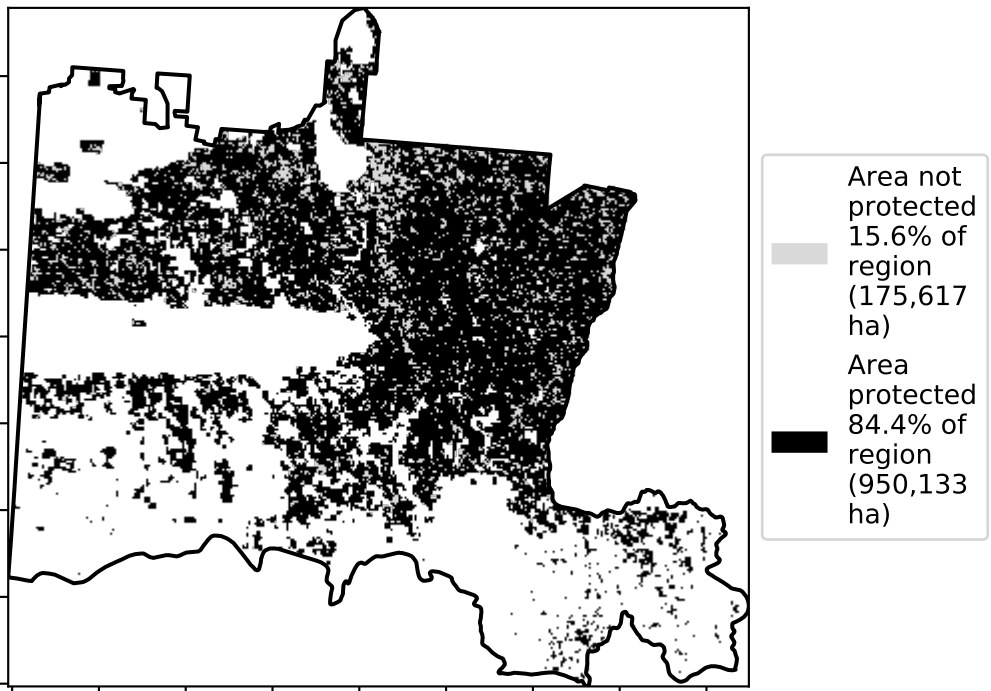 Area not
protected
15.6% of
region
(175,617
ha)
Area
protected
84.4% of
region
(950,133
ha)